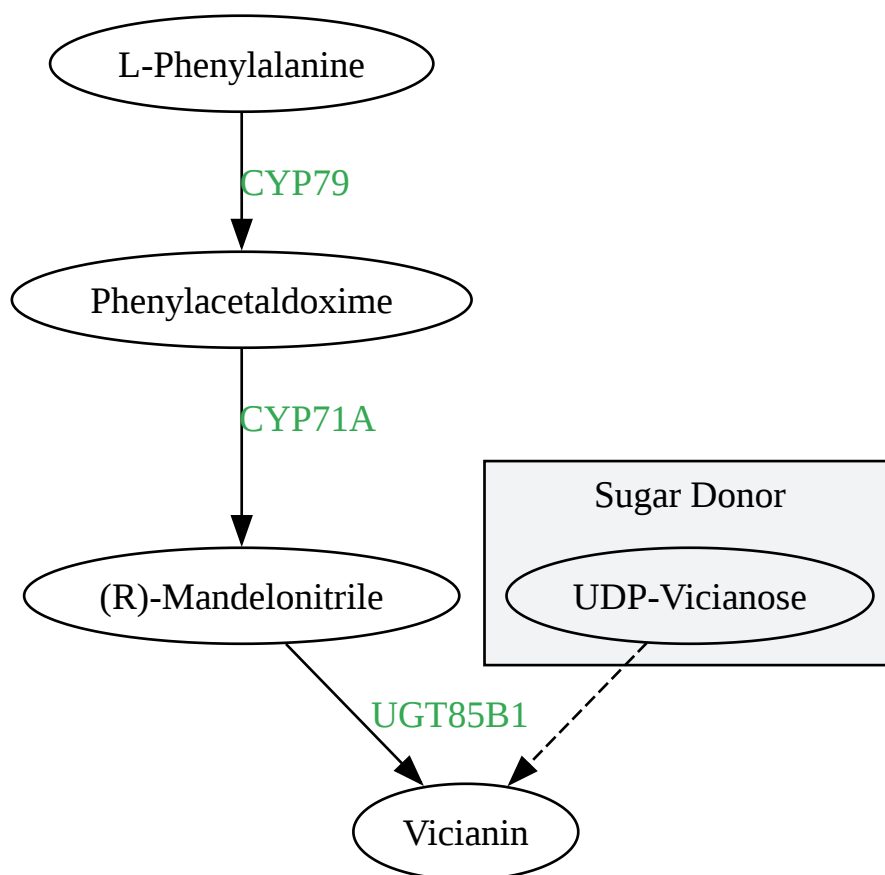 L-Phenylalanine
CYP79
Phenylacetaldoxime
CYP71A
Sugar Donor
(R)-Mandelonitrile
UDP-Vicianose
UGT85B1
Vicianin